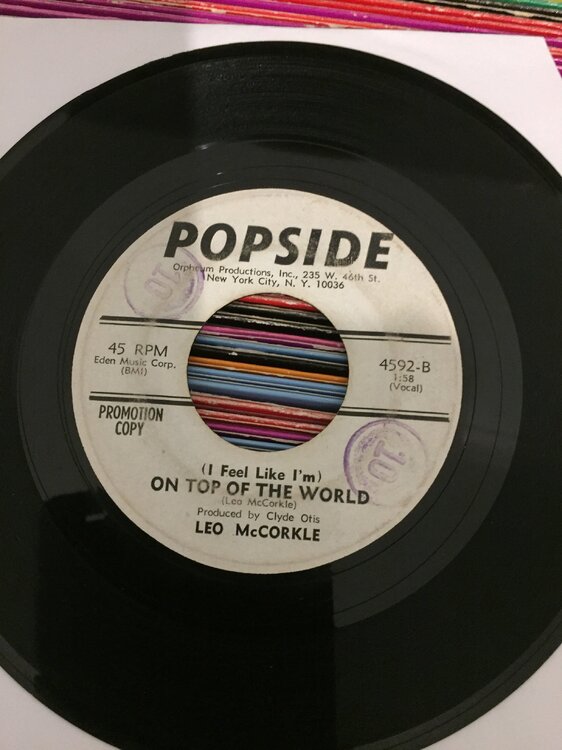 POPSIDE
Orpheum Productions, Inc., 235 W. 46th St.
New York City, N. Y. 10036
45 RPM
Eden Music Corp.
(BMI)
4592-B
1:58
(Vocal)
PROMOTION
COPY
(I Feel Like I'm)
ON TOP OF THE WORLD
(Leo McCorkle)
Produced by Clyde Otis
LEO McCORKLE